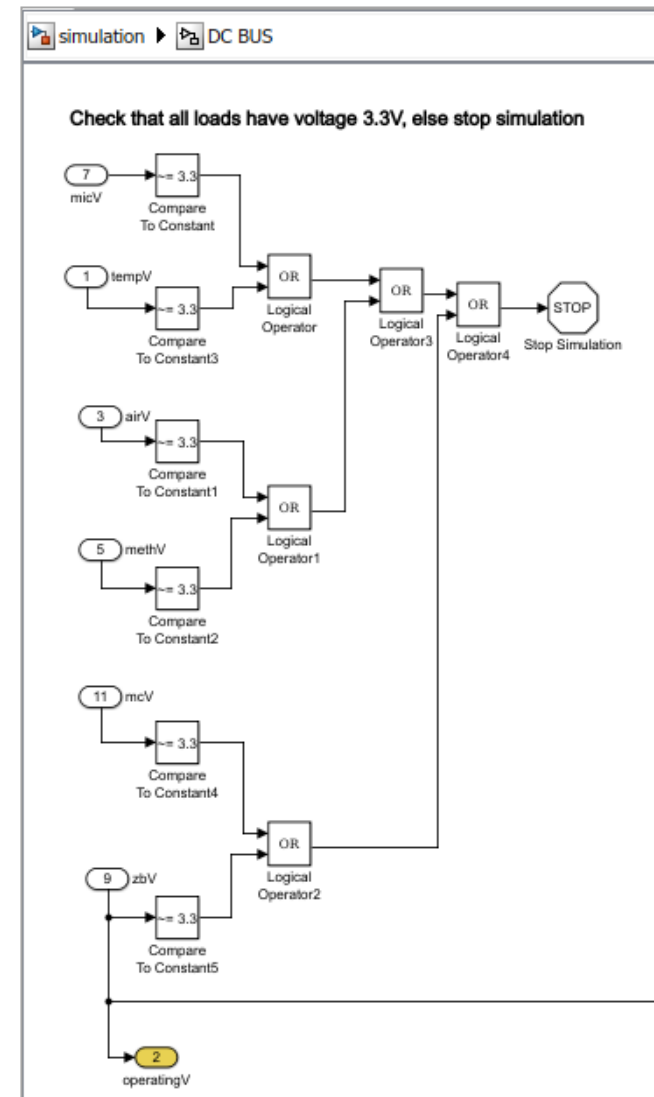 simulation DC BUS
Check that all loads have voltage 3.3V, else stop simulation
7
micV
~= 3.3
Compare
To Constant
1 tempV
~= 3.3
Compare
To Constant3
OR
Logical
Operator
OR
Logical
Operator3
OR
Logical
Operator4
STOP
Stop Simulation
3 airV
~= 3.3
Compare
To Constant1
5 methV
~= 3.3
Compare
To Constant2
OR
Logical
Operator1
11 mcV
~= 3.3
Compare
To Constant4
9 zbV
~= 3.3
Compare
To Constant5
OR
Logical
Operator2
2
operatingV